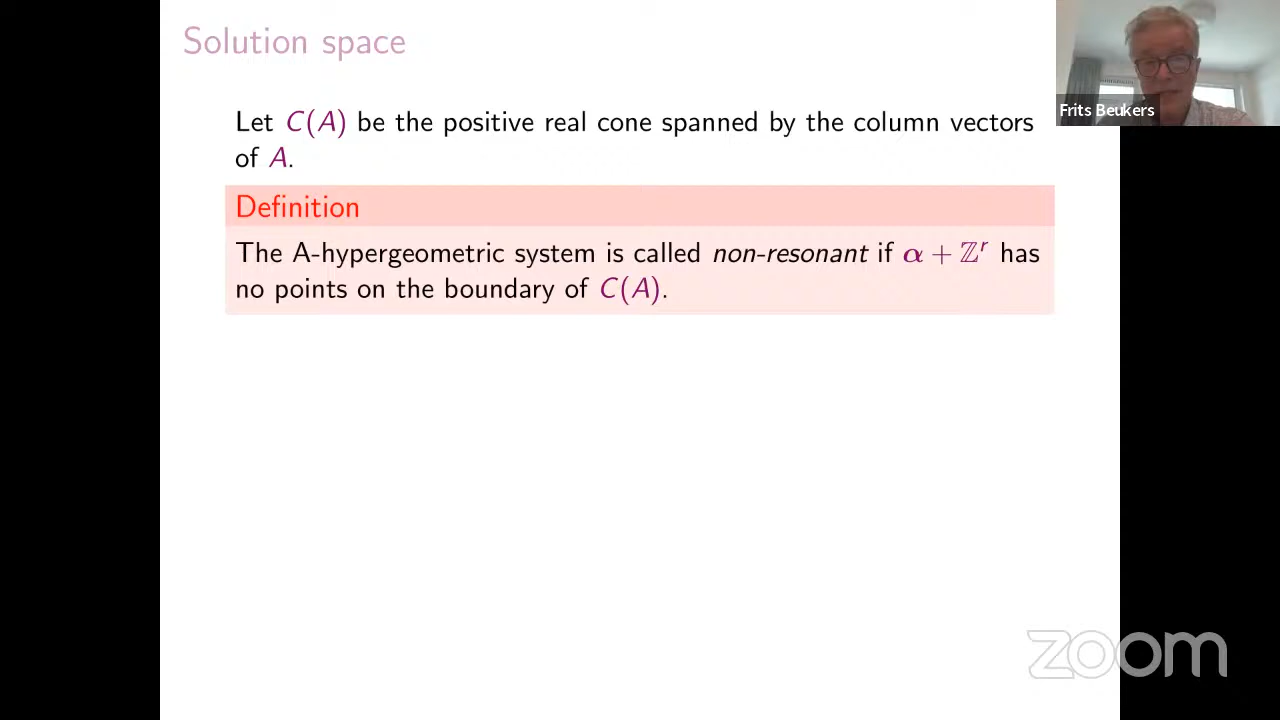 Solution space
Let C(A) be the positive real cone spanned by the column vectors
of A.
Definition
The A-hypergeometric system is called non-resonant if α + ℤʳ has
no points on the boundary of C(A).
Frits Beukers
zoom